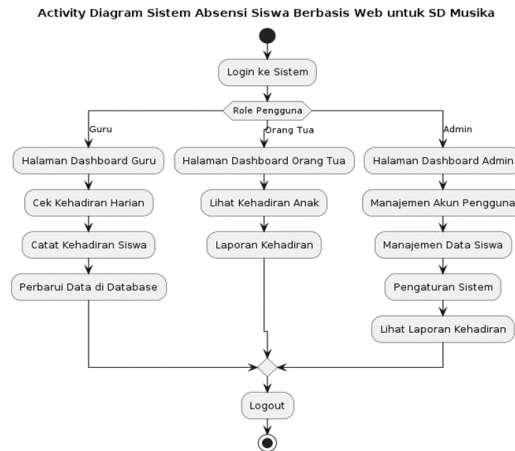 Activity Diagram Sistem Absensi Siswa Berbasis Web untuk SD Musika
Login ke Sistem
Role Pengguna
Guru
Orang Tua
Admin
Halaman Dashboard Guru
Halaman Dashboard Orang Tua
Halaman Dashboard Admin
Cek Kehadiran Harian
Lihat Kehadiran Anak
Manajemen Akun Pengguna
Catat Kehadiran Siswa
Laporan Kehadiran
Manajemen Data Siswa
Perbarui Data di Database
Pengaturan Sistem
Lihat Laporan Kehadiran
Logout